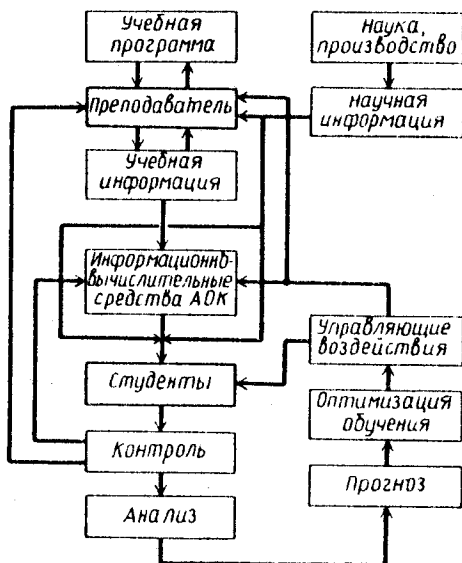 Учебная
программа
наука,
производство
Преподаватель
научная
информация
Учебная
информация
Информационно-
вычислительные
средства АОК
Управляющие
воздействия
Студенты
Оптимизация
обучения
Контроль
Прогноз
Анализ